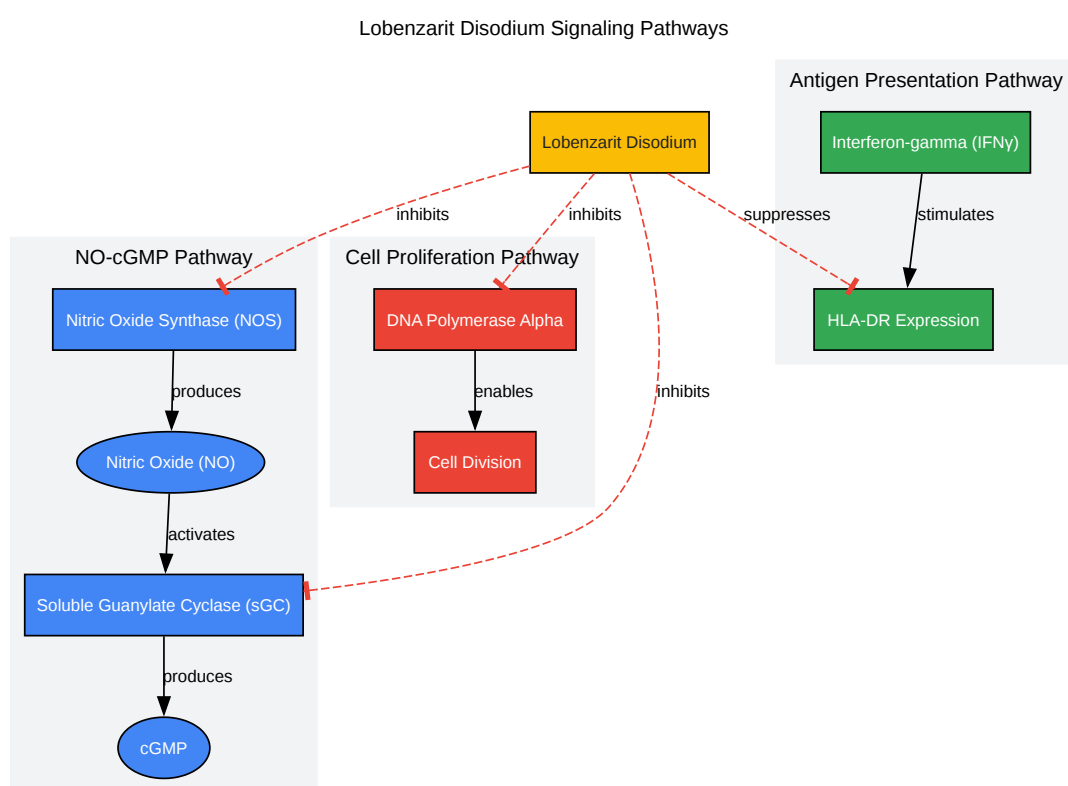 Lobenzarit Disodium Signaling Pathways
Antigen Presentation Pathway
Lobenzarit Disodium
Interferon-gamma (IFNγ)
inhibits
inhibits
suppresses
stimulates
NO-cGMP Pathway
Cell Proliferation Pathway
Nitric Oxide Synthase (NOS)
DNA Polymerase Alpha
HLA-DR Expression
produces
enables
inhibits
Nitric Oxide (NO)
Cell Division
activates
Soluble Guanylate Cyclase (sGC)
produces
cGMP